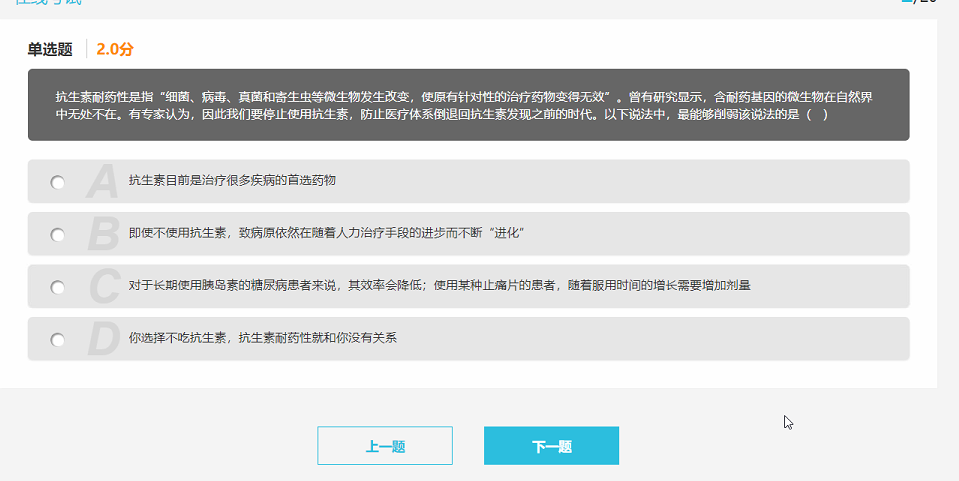 单选题 2.0分
抗生素耐药性是指“细菌、病毒、真菌和寄生虫等微生物发生改变，使原有针对性的治疗药物变得无效”。曾有研究显示，含耐药基因的微生物在自然界
中无处不在。有专家认为，因此我们要停止使用抗生素，防止医疗体系倒退回抗生素发现之前的时代。以下说法中，最能够削弱该说法的是（  ）
A 抗生素目前是治疗很多疾病的首选药物
B 即使不使用抗生素，致病原依然在随着人力治疗手段的进步而不断“进化”
C 对于长期使用胰岛素的糖尿病患者来说，其效率会降低；使用某种止痛片的患者，随着服用时间的增长需要增加剂量
D 你选择不吃抗生素，抗生素耐药性就和你没有关系
上一题 下一题